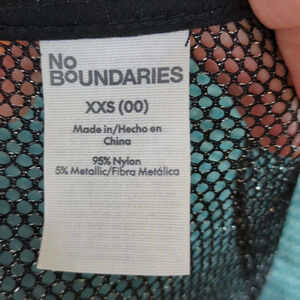 No
BOUNDARIES
XXS (00)
Made in/Hecho en
China
95% Nylon
5% Metallic/Fibra Metálica